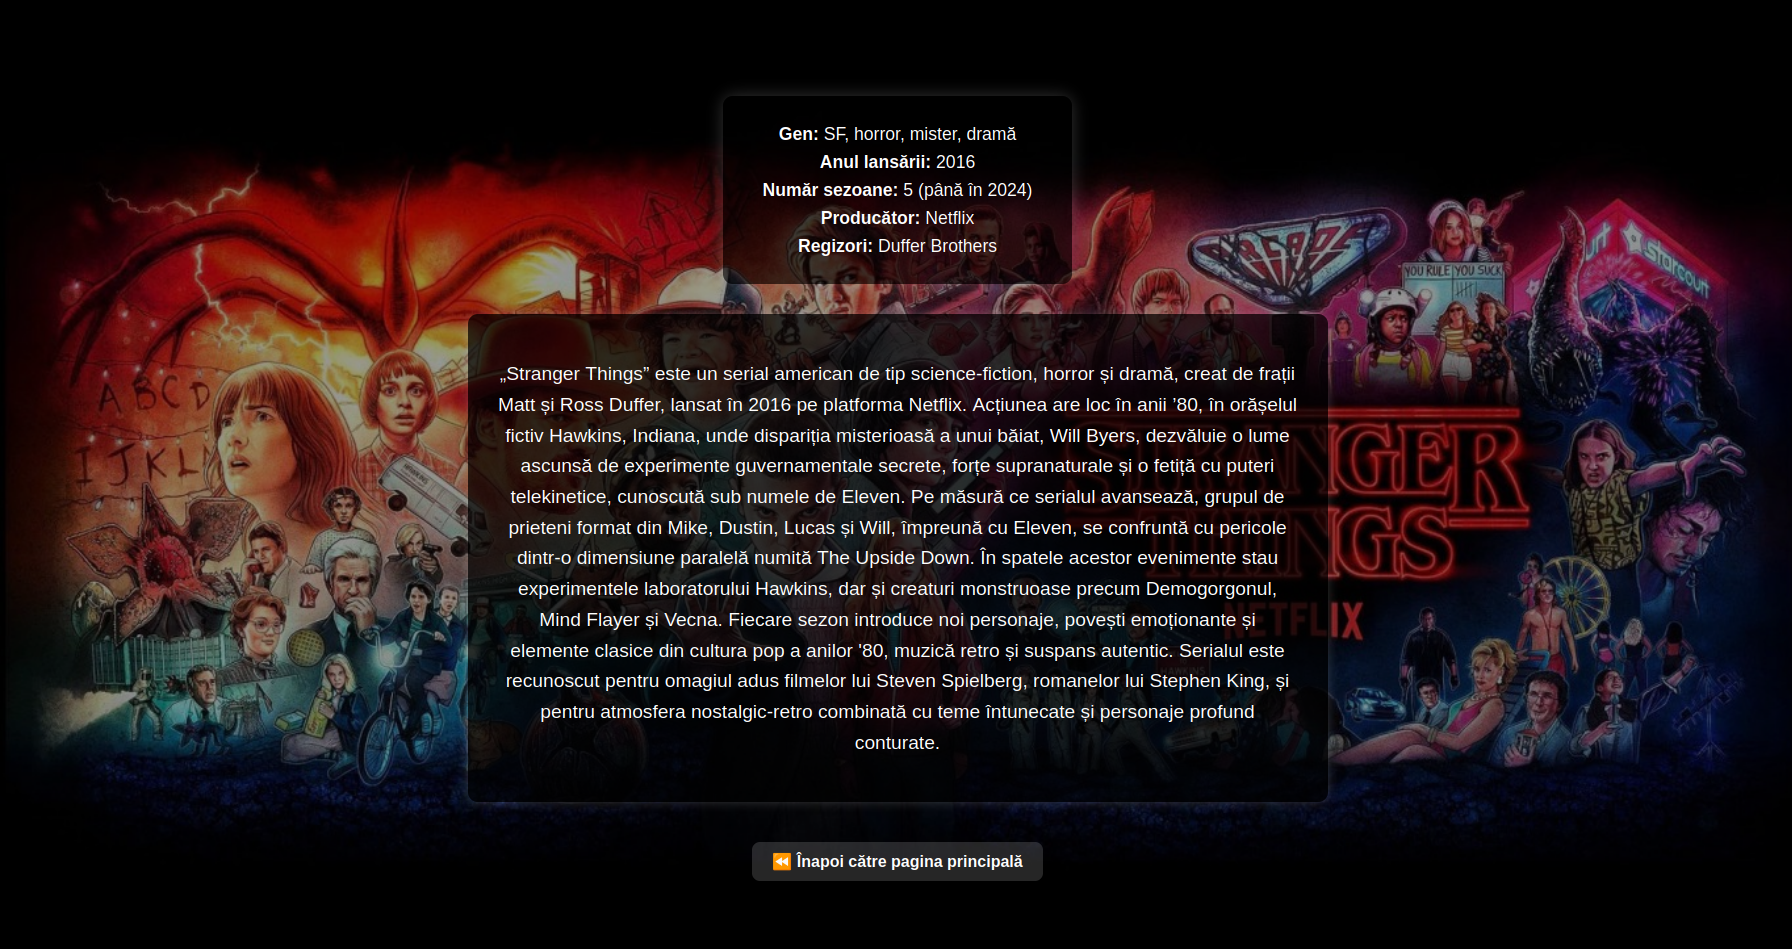 Gen: SF, horror, mister, dramă
Anul lansării: 2016
Număr sezoane: 5 (până în 2024)
Producător: Netflix
Regizori: Duffer Brothers
ARCADE
YOU RULE YOU SUCK
starcourt
A B C D
I J K L
„Stranger Things” este un serial american de tip science-fiction, horror și dramă, creat de frații
Matt și Ross Duffer, lansat în 2016 pe platforma Netflix. Acțiunea are loc în anii ’80, în orășelul
fictiv Hawkins, Indiana, unde dispariția misterioasă a unui băiat, Will Byers, dezvăluie o lume
ascunsă de experimente guvernamentale secrete, forțe supranaturale și o fetiță cu puteri
telekinetice, cunoscută sub numele de Eleven. Pe măsură ce serialul avansează, grupul de
prieteni format din Mike, Dustin, Lucas și Will, împreună cu Eleven, se confruntă cu pericole
dintr-o dimensiune paralelă numită The Upside Down. În spatele acestor evenimente stau
experimentele laboratorului Hawkins, dar și creaturi monstruoase precum Demogorgonul,
Mind Flayer și Vecna. Fiecare sezon introduce noi personaje, povești emoționante și
elemente clasice din cultura pop a anilor '80, muzică retro și suspans autentic. Serialul este
recunoscut pentru omagiul adus filmelor lui Steven Spielberg, romanelor lui Stephen King, și
pentru atmosfera nostalgic-retro combinată cu teme întunecate și personaje profund
conturate.
STRANGER
THINGS
NETFLIX
⏪ Înapoi către pagina principală